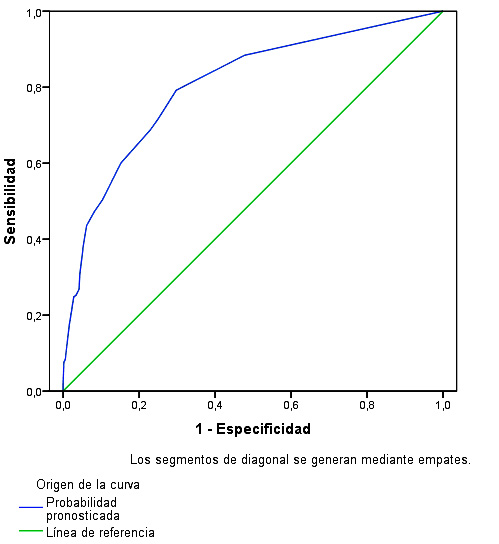 1,0
0,8
0,6
0,4
0,2
0,0
Sensibilidad
0,0 0,2 0,4 0,6 0,8 1,0
1 - Especificidad
Los segmentos de diagonal se generan mediante empates.
Origen de la curva
Probabilidad
pronosticada
Línea de referencia